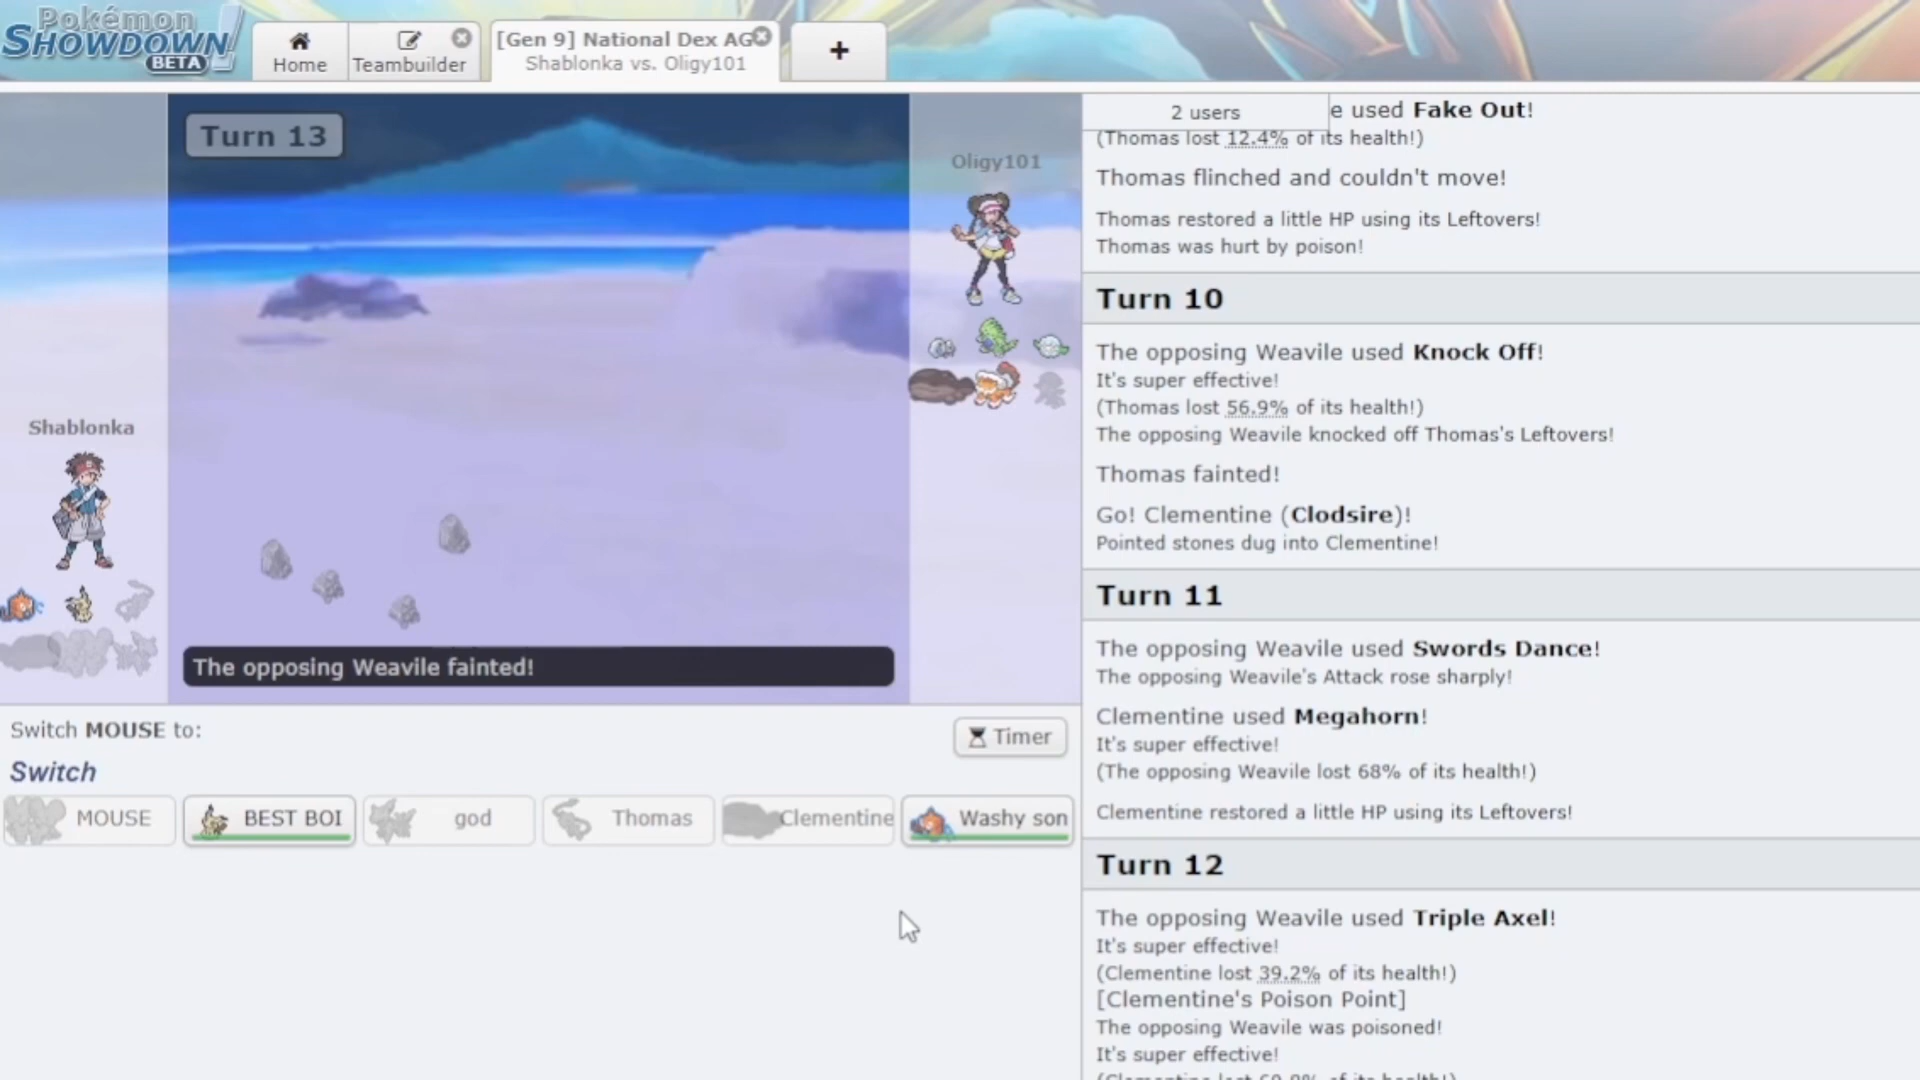 Pokémon
SHOWDOWN!
BETA
Home
Teambuilder
[Gen 9] National Dex AG
Shablonka vs. Oligy101
+
Turn 13
Oligy101
Shablonka
The opposing Weavile fainted!
Switch MOUSE to:
Timer
Switch
MOUSE
BEST BOI
god
Thomas
Clementine
Washy son
2 users
e used Fake Out!
(Thomas lost 12.4% of its health!)
Thomas flinched and couldn't move!
Thomas restored a little HP using its Leftovers!
Thomas was hurt by poison!
Turn 10
The opposing Weavile used Knock Off!
It's super effective!
(Thomas lost 56.9% of its health!)
The opposing Weavile knocked off Thomas's Leftovers!
Thomas fainted!
Go! Clementine (Clodsire)!
Pointed stones dug into Clementine!
Turn 11
The opposing Weavile used Swords Dance!
The opposing Weavile's Attack rose sharply!
Clementine used Megahorn!
It's super effective!
(The opposing Weavile lost 68% of its health!)
Clementine restored a little HP using its Leftovers!
Turn 12
The opposing Weavile used Triple Axel!
It's super effective!
(Clementine lost 39.2% of its health!)
[Clementine's Poison Point]
The opposing Weavile was poisoned!
It's super effective!
(Clementine lost of its health!)